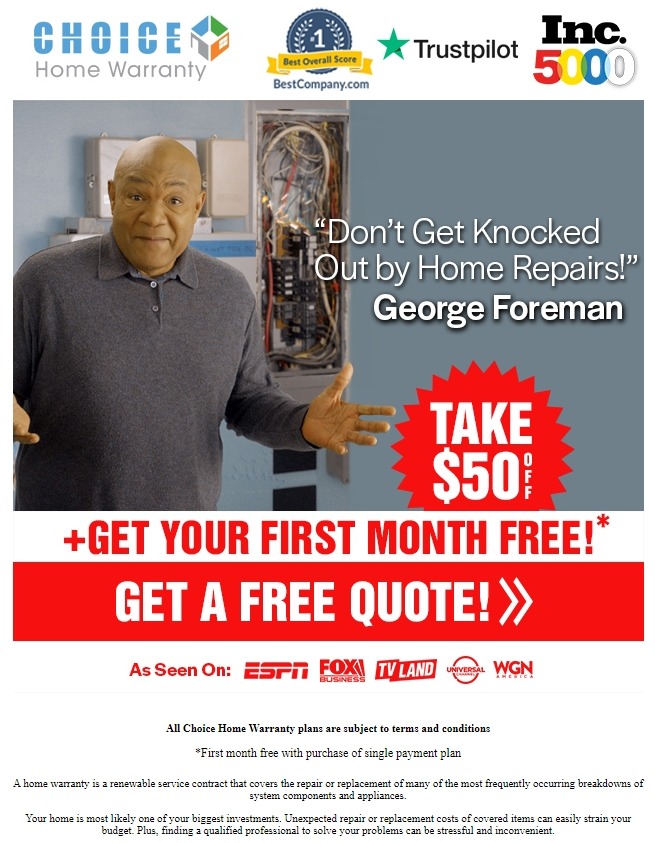 CHOICE
Home Warranty
#1
Best Overall Score
BestCompany.com
Trustpilot
Inc.
5000
“Don’t Get Knocked
Out by Home Repairs!”
George Foreman
TAKE
$50 OFF
+GET YOUR FIRST MONTH FREE!*
GET A FREE QUOTE!
As Seen On: ESPN FOX BUSINESS TV LAND UNIVERSAL CHANNEL WGN AMERICA
All Choice Home Warranty plans are subject to terms and conditions
*First month free with purchase of single payment plan
A home warranty is a renewable service contract that covers the repair or replacement of many of the most frequently occurring breakdowns of
system components and appliances.
Your home is most likely one of your biggest investments. Unexpected repair or replacement costs of covered items can easily strain your
budget. Plus, finding a qualified professional to solve your problems can be stressful and inconvenient.